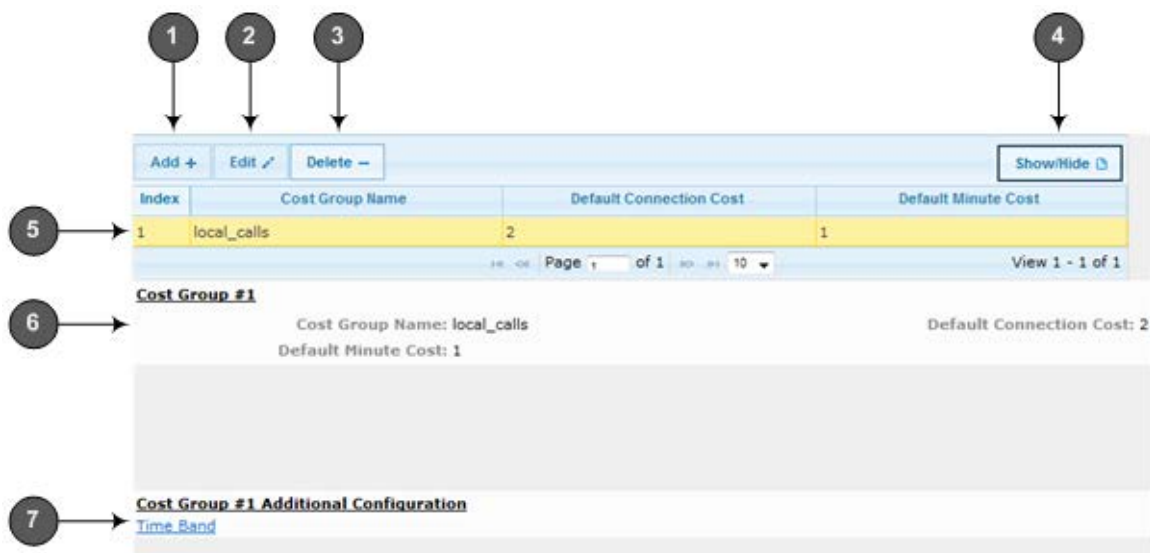 1 2 3 4
Add + Edit Delete - Show/Hide
Index Cost Group Name Default Connection Cost Default Minute Cost
5 1 local_calls 2 1
Page 1 of 1 10 View 1 - 1 of 1
Cost Group #1
6 Cost Group Name: local_calls Default Connection Cost: 2
Default Minute Cost: 1
Cost Group #1 Additional Configuration
7 Time Band